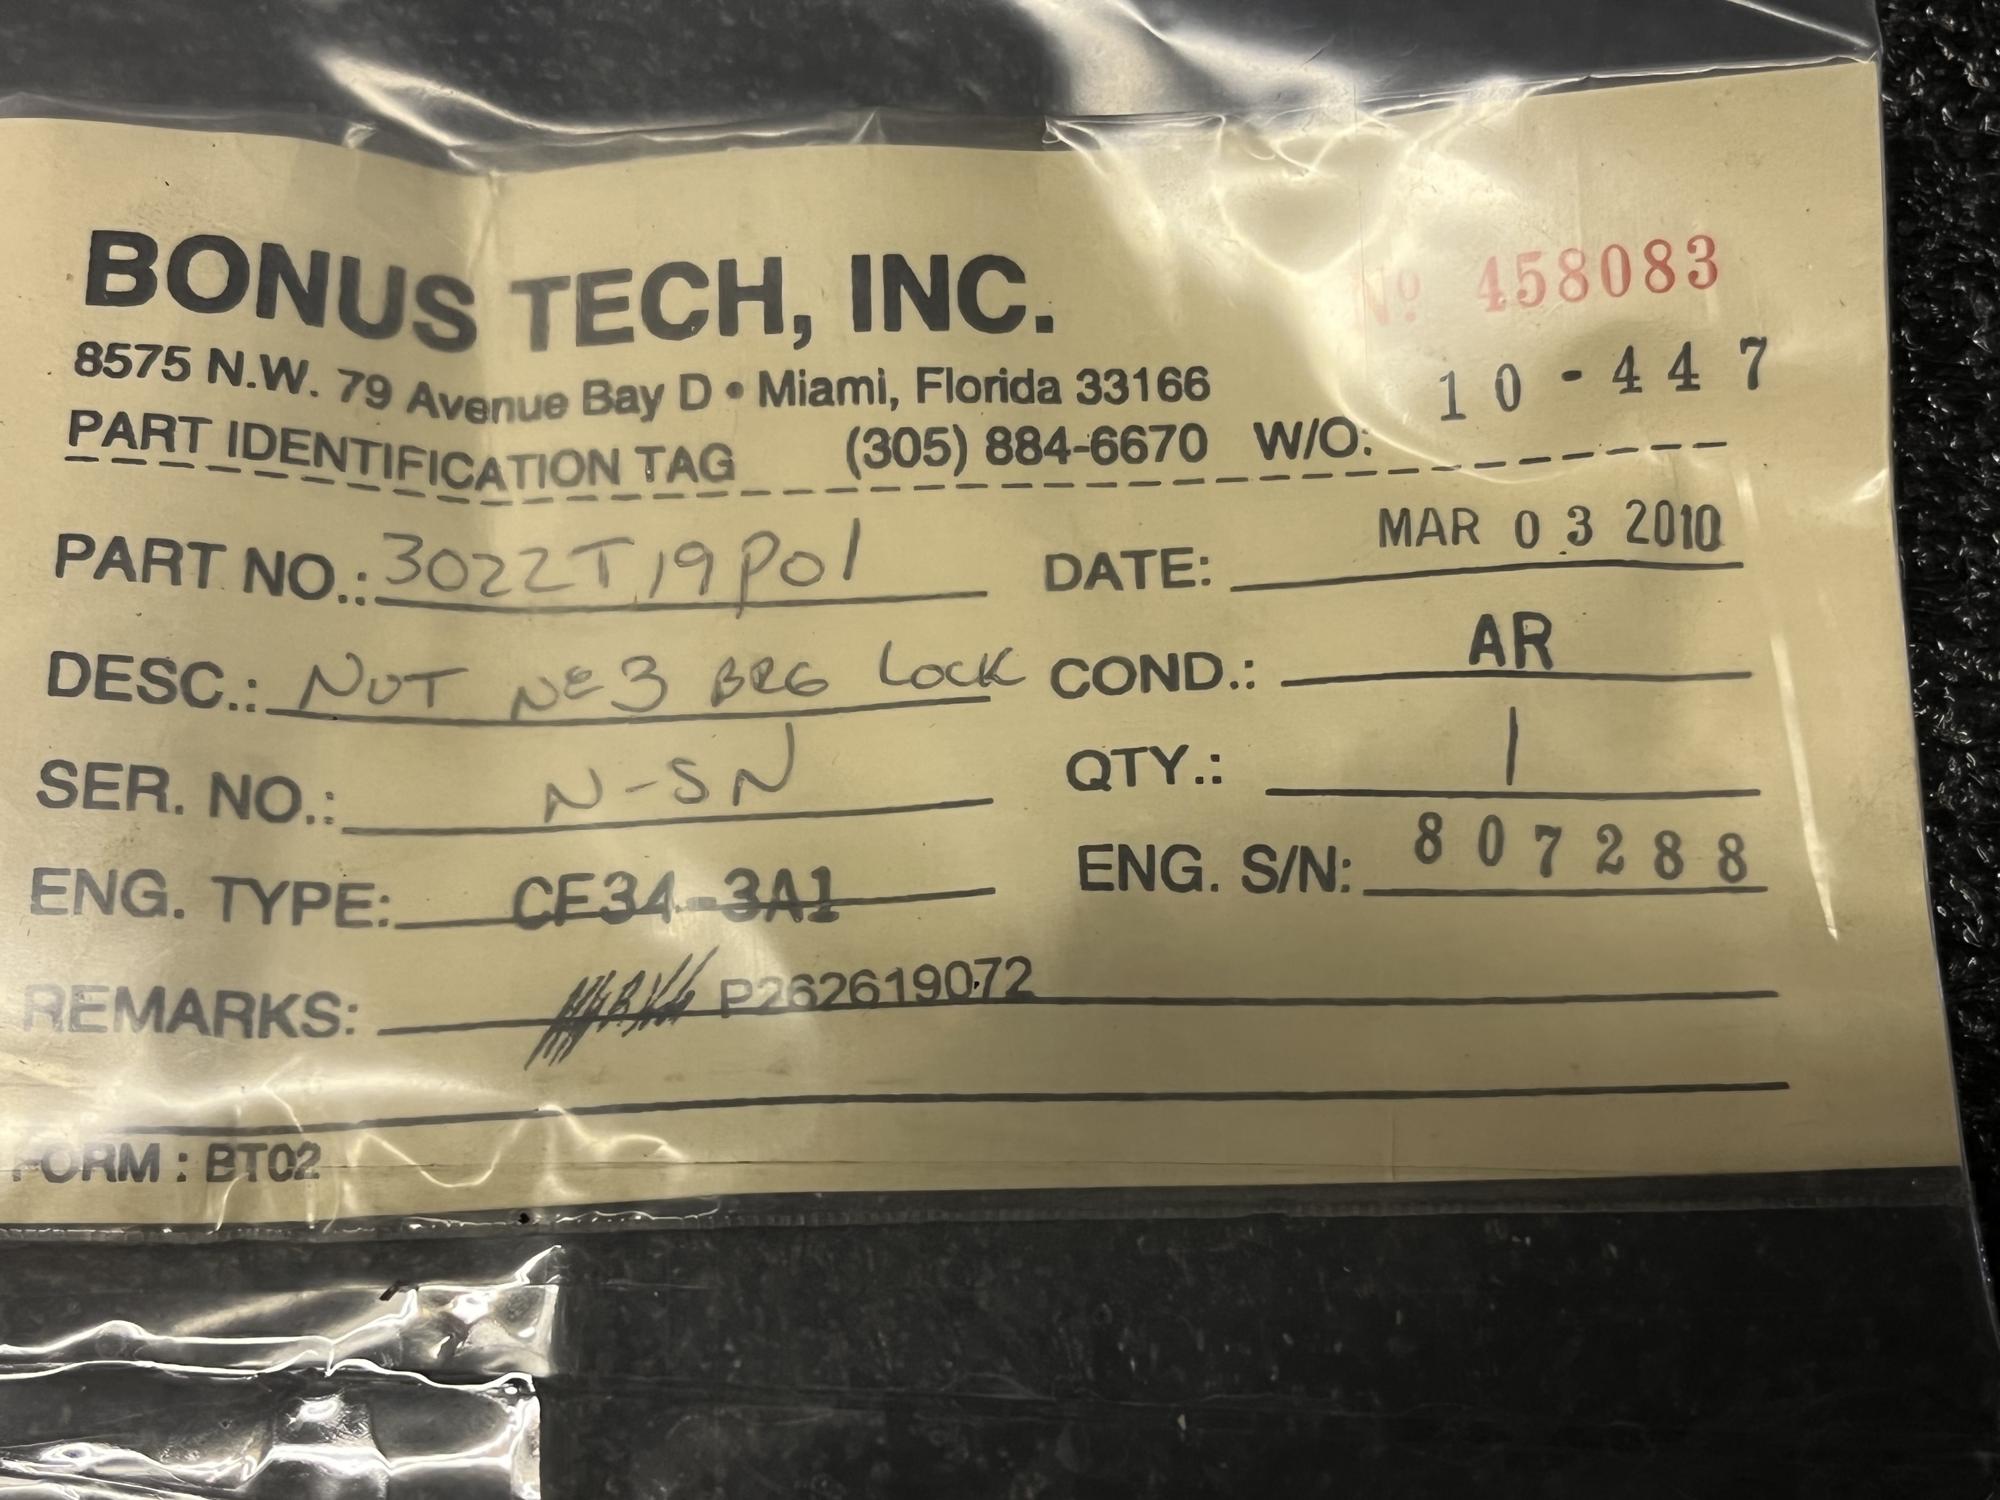 BONUS TECH, INC.
Nº 458083
8575 N.W. 79 Avenue Bay D • Miami, Florida 33166
10-447
PART IDENTIFICATION TAG (305) 884-6670 W/O:
PART NO.: 3022T19P01 DATE: MAR 03 2010
DESC.: NUT Nº 3 BRG LOCK COND.: AR
SER. NO.: N-SN QTY.: 1
ENG. TYPE: CF34-3A1 ENG. S/N: 807288
REMARKS: P262619072
FORM : BT02